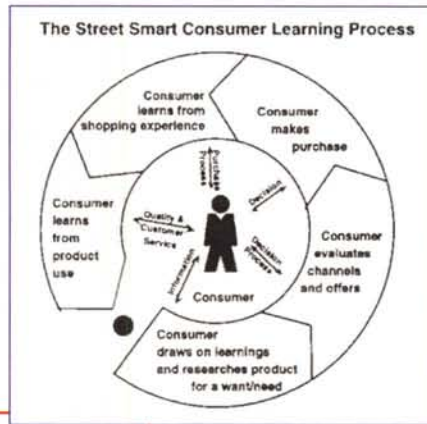 The Street Smart Consumer Learning Process
Consumer
learns from
shopping experience
Consumer
makes
purchase
Consumer
evaluates
channels
and offers
Consumer
draws on learnings
and researches product
for a want/need
Consumer
learns
from
product
use
Purchase
Process
Decision
Decision
Process
Information
Quality &
Customer
Service
Consumer